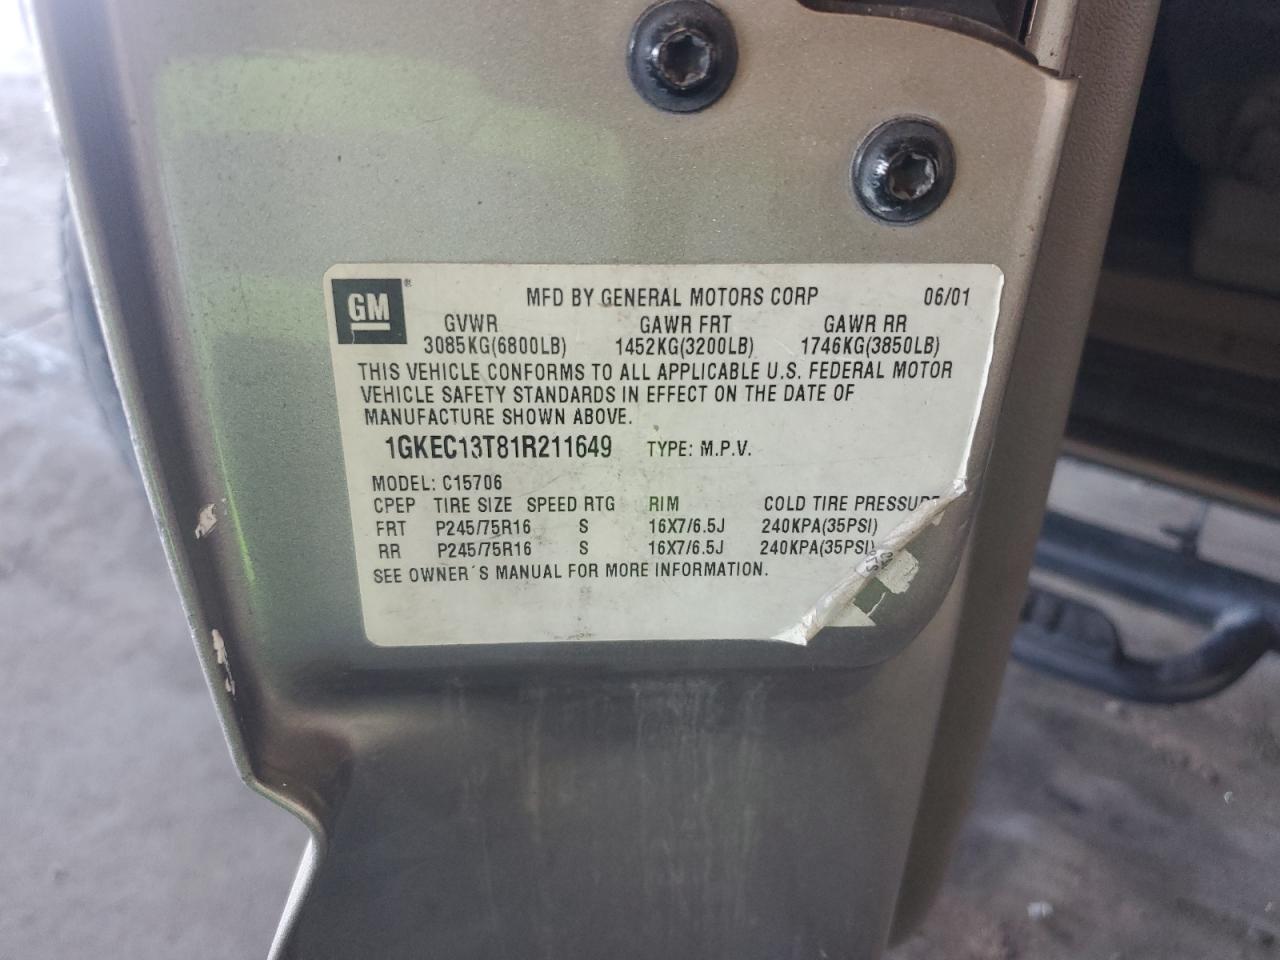 GM ® MFD BY GENERAL MOTORS CORP 06/01
GVWR GAWR FRT GAWR RR
3085KG(6800LB) 1452KG(3200LB) 1746KG(3850LB)
THIS VEHICLE CONFORMS TO ALL APPLICABLE U.S. FEDERAL MOTOR
VEHICLE SAFETY STANDARDS IN EFFECT ON THE DATE OF
MANUFACTURE SHOWN ABOVE.
1GKEC13T81R211649 TYPE: M.P.V.
MODEL: C15706
CPEP TIRE SIZE SPEED RTG RIM COLD TIRE PRESSURE
FRT P245/75R16 S 16X7/6.5J 240KPA(35PSI)
RR P245/75R16 S 16X7/6.5J 240KPA(35PSI)
SEE OWNER´S MANUAL FOR MORE INFORMATION.